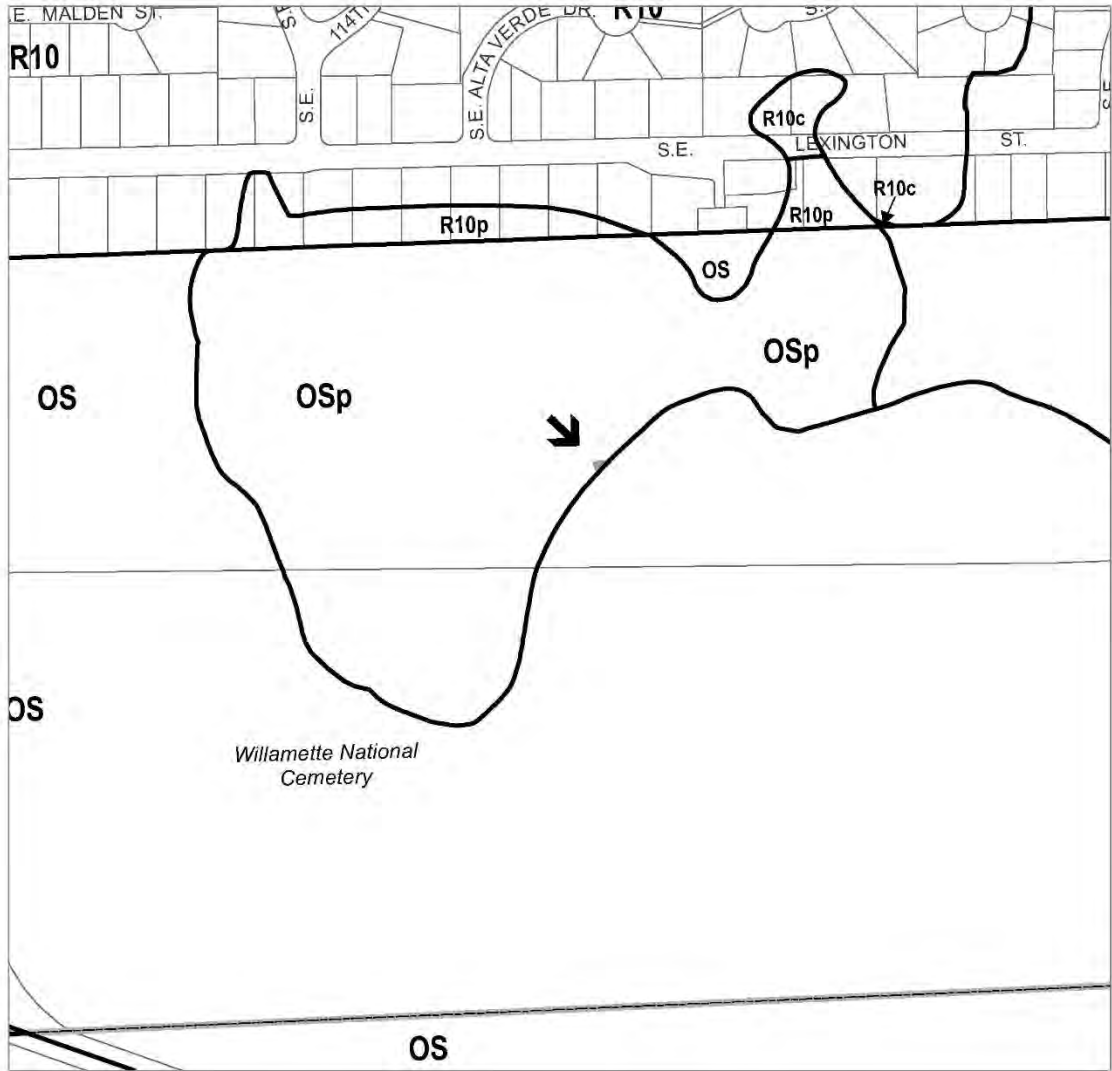 E. MALDEN ST.
S.E.
114TH
S.E. ALTA VERDE DR.
R10
S.E.
R10
S.E.
R10c
S.E. LEXINGTON ST.
R10c
R10p
R10p
OS
OSp
OS
OSp
OS
Willamette National
Cemetery
OS